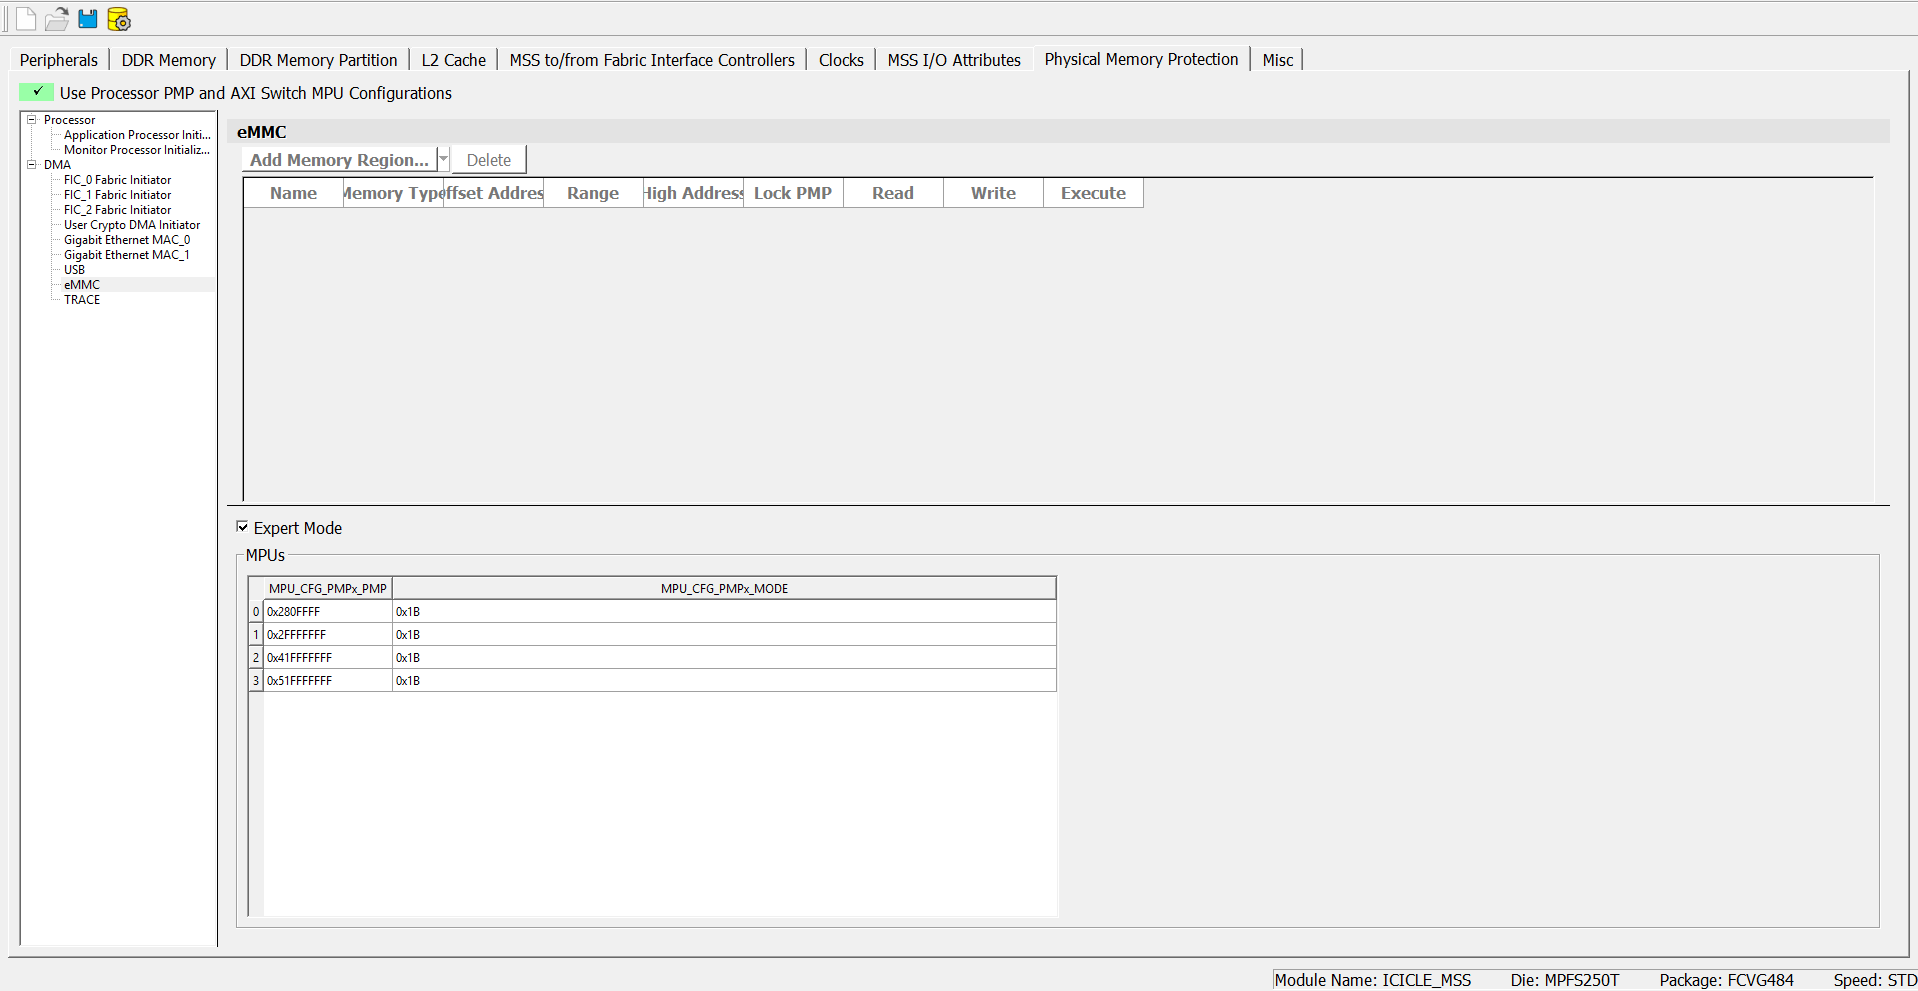 Peripherals DDR Memory DDR Memory Partition L2 Cache MSS to/from Fabric Interface Controllers Clocks MSS I/O Attributes Physical Memory Protection Misc
Use Processor PMP and AXI Switch MPU Configurations
Processor
Application Processor Initi...
Monitor Processor Initializ...
DMA
FIC_0 Fabric Initiator
FIC_1 Fabric Initiator
FIC_2 Fabric Initiator
User Crypto DMA Initiator
Gigabit Ethernet MAC_0
Gigabit Ethernet MAC_1
USB
eMMC
TRACE
eMMC
Add Memory Region... Delete
Name Memory Type ffset Addres Range High Address Lock PMP Read Write Execute
Expert Mode
MPUs
MPU_CFG_PMPx_PMP MPU_CFG_PMPx_MODE
0 0x280FFFF 0x1B
1 0x2FFFFFFF 0x1B
2 0x41FFFFFFF 0x1B
3 0x51FFFFFFF 0x1B
Module Name: ICICLE_MSS Die: MPFS250T Package: FCVG484 Speed: STD